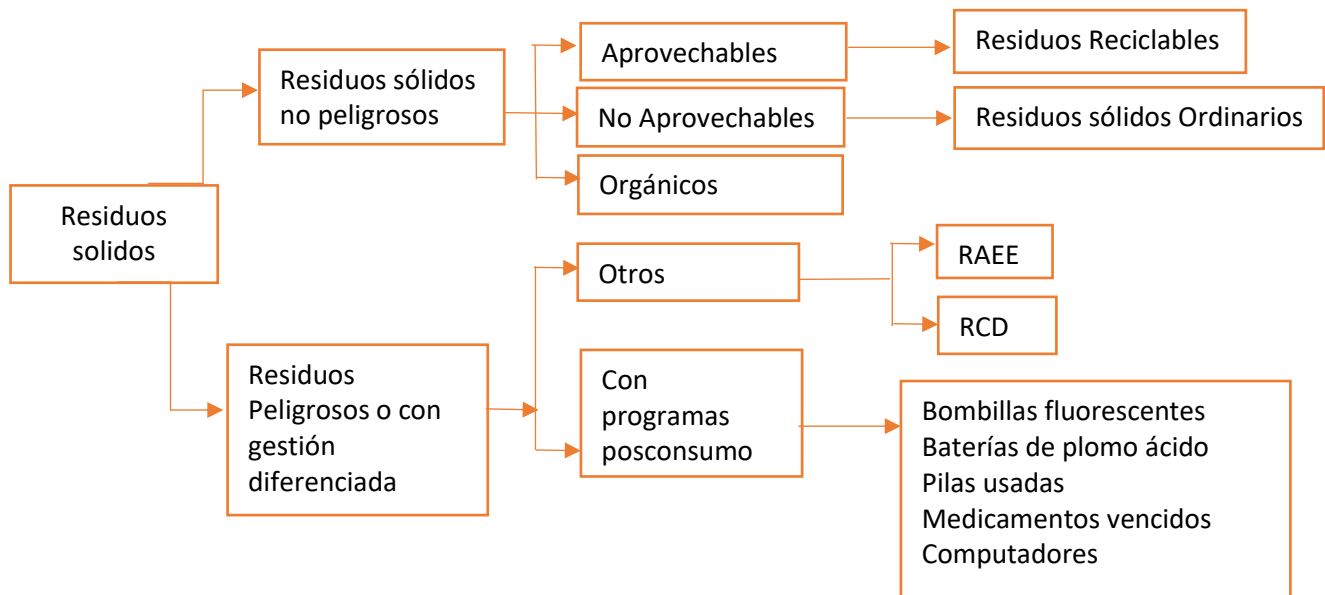 Residuos
solidos
Residuos sólidos
no peligrosos
Aprovechables
Residuos Reciclables
No Aprovechables
Residuos sólidos Ordinarios
Orgánicos
Residuos
Peligrosos o con
gestión
diferenciada
Otros
RAEE
RCD
Con
programas
posconsumo
Bombillas fluorescentes
Baterías de plomo ácido
Pilas usadas
Medicamentos vencidos
Computadores